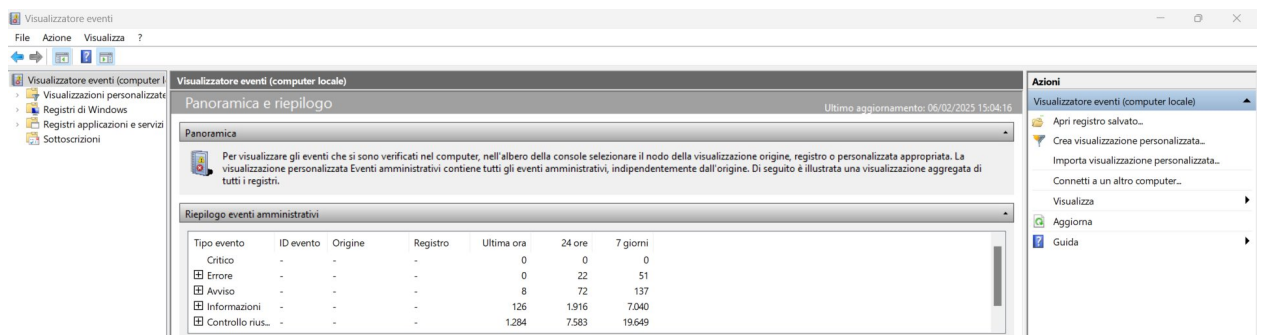 Visualizzatore eventi
File Azione Visualizza ?
Visualizzatore eventi (computer l
Visualizzazioni personalizzate
Registri di Windows
Registri applicazioni e servizi
Sottoscrizioni
Visualizzatore eventi (computer locale)
Panoramica e riepilogo
Ultimo aggiornamento: 06/02/2025 15:04:16
Panoramica
Per visualizzare gli eventi che si sono verificati nel computer, nell'albero della console selezionare il nodo della visualizzazione origine, registro o personalizzata appropriata. La
visualizzazione personalizzata Eventi amministrativi contiene tutti gli eventi amministrativi, indipendentemente dall'origine. Di seguito è illustrata una visualizzazione aggregata di
tutti i registri.
Riepilogo eventi amministrativi
Tipo evento ID evento Origine Registro Ultima ora 24 ore 7 giorni
Critico - - - 0 0 0
Errore - - - 0 22 51
Avviso - - - 8 72 137
Informazioni - - - 126 1.916 7.040
Controllo rius... - - - 1.284 7.583 19.649
Azioni
Visualizzatore eventi (computer locale)
Apri registro salvato...
Crea visualizzazione personalizzata...
Importa visualizzazione personalizzata...
Connetti a un altro computer...
Visualizza
Aggiorna
Guida